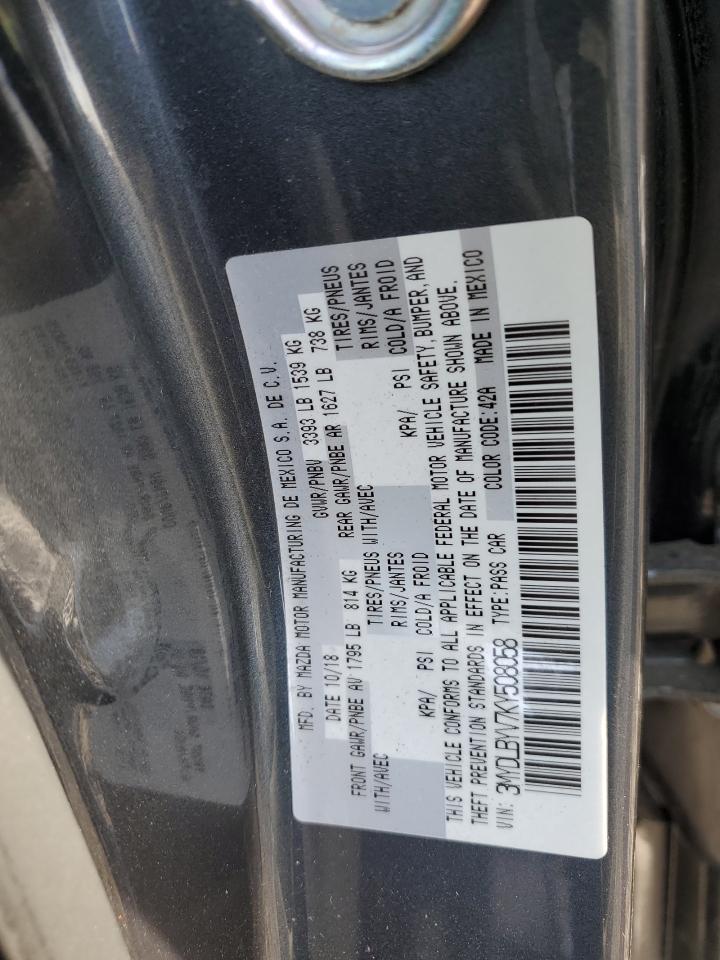 MFD. BY MAZDA MOTOR MANUFACTURING DE MEXICO S.A. DE C.V.
DATE 10/18 GVWR/PNBV 3393 LB 1539 KG
FRONT GAWR/PNBE AV 1795 LB 814 KG REAR GAWR/PNBE AR 1627 LB 738 KG
WITH/AVEC TIRES/PNEUS WITH/AVEC TIRES/PNEUS
RIMS/JANTES RIMS/JANTES
KPA/ PSI COLD/A FROID KPA/ PSI COLD/A FROID
THIS VEHICLE CONFORMS TO ALL APPLICABLE FEDERAL MOTOR VEHICLE SAFETY, BUMPER, AND
THEFT PREVENTION STANDARDS IN EFFECT ON THE DATE OF MANUFACTURE SHOWN ABOVE.
VIN: 3MYDLBYV7KY508058 TYPE:PASS CAR COLOR CODE:42A MADE IN MEXICO